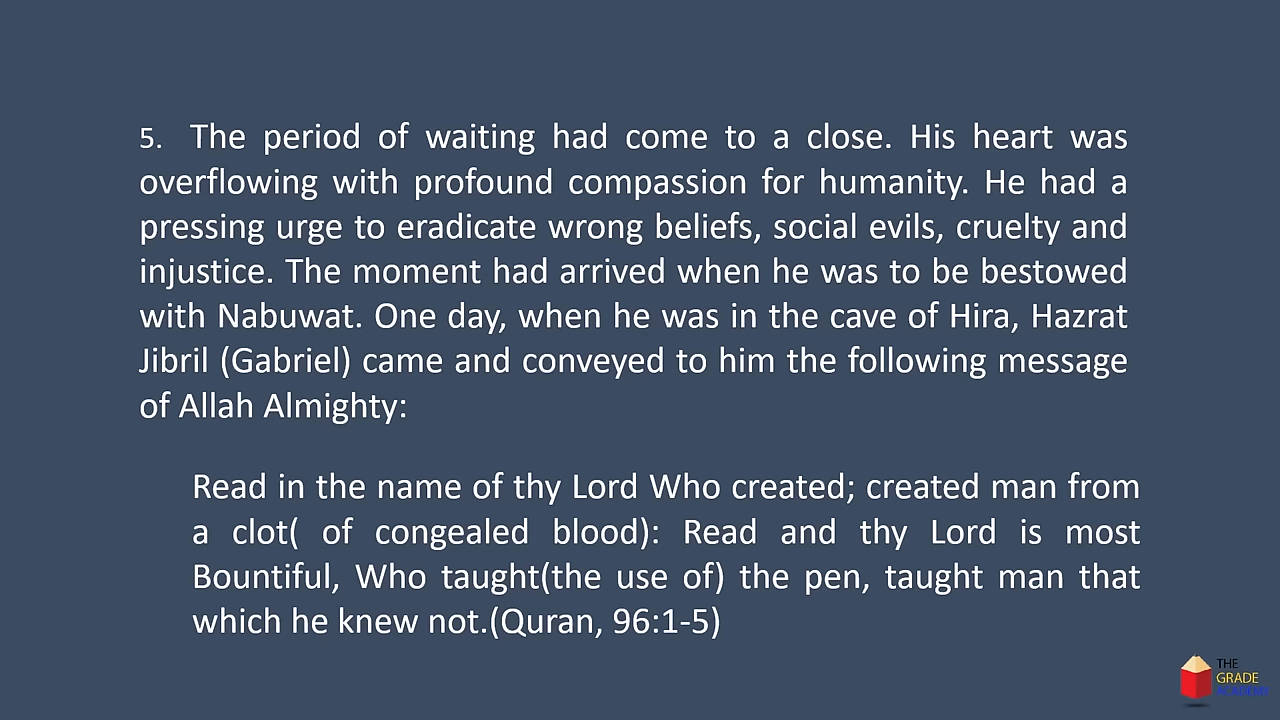 5. The period of waiting had come to a close. His heart was
overflowing with profound compassion for humanity. He had a
pressing urge to eradicate wrong beliefs, social evils, cruelty and
injustice. The moment had arrived when he was to be bestowed
with Nabuwat. One day, when he was in the cave of Hira, Hazrat
Jibril (Gabriel) came and conveyed to him the following message
of Allah Almighty:
Read in the name of thy Lord Who created; created man from
a clot( of congealed blood): Read and thy Lord is most
Bountiful, Who taught(the use of) the pen, taught man that
which he knew not.(Quran, 96:1-5)
THE
GRADE
ACADEMY